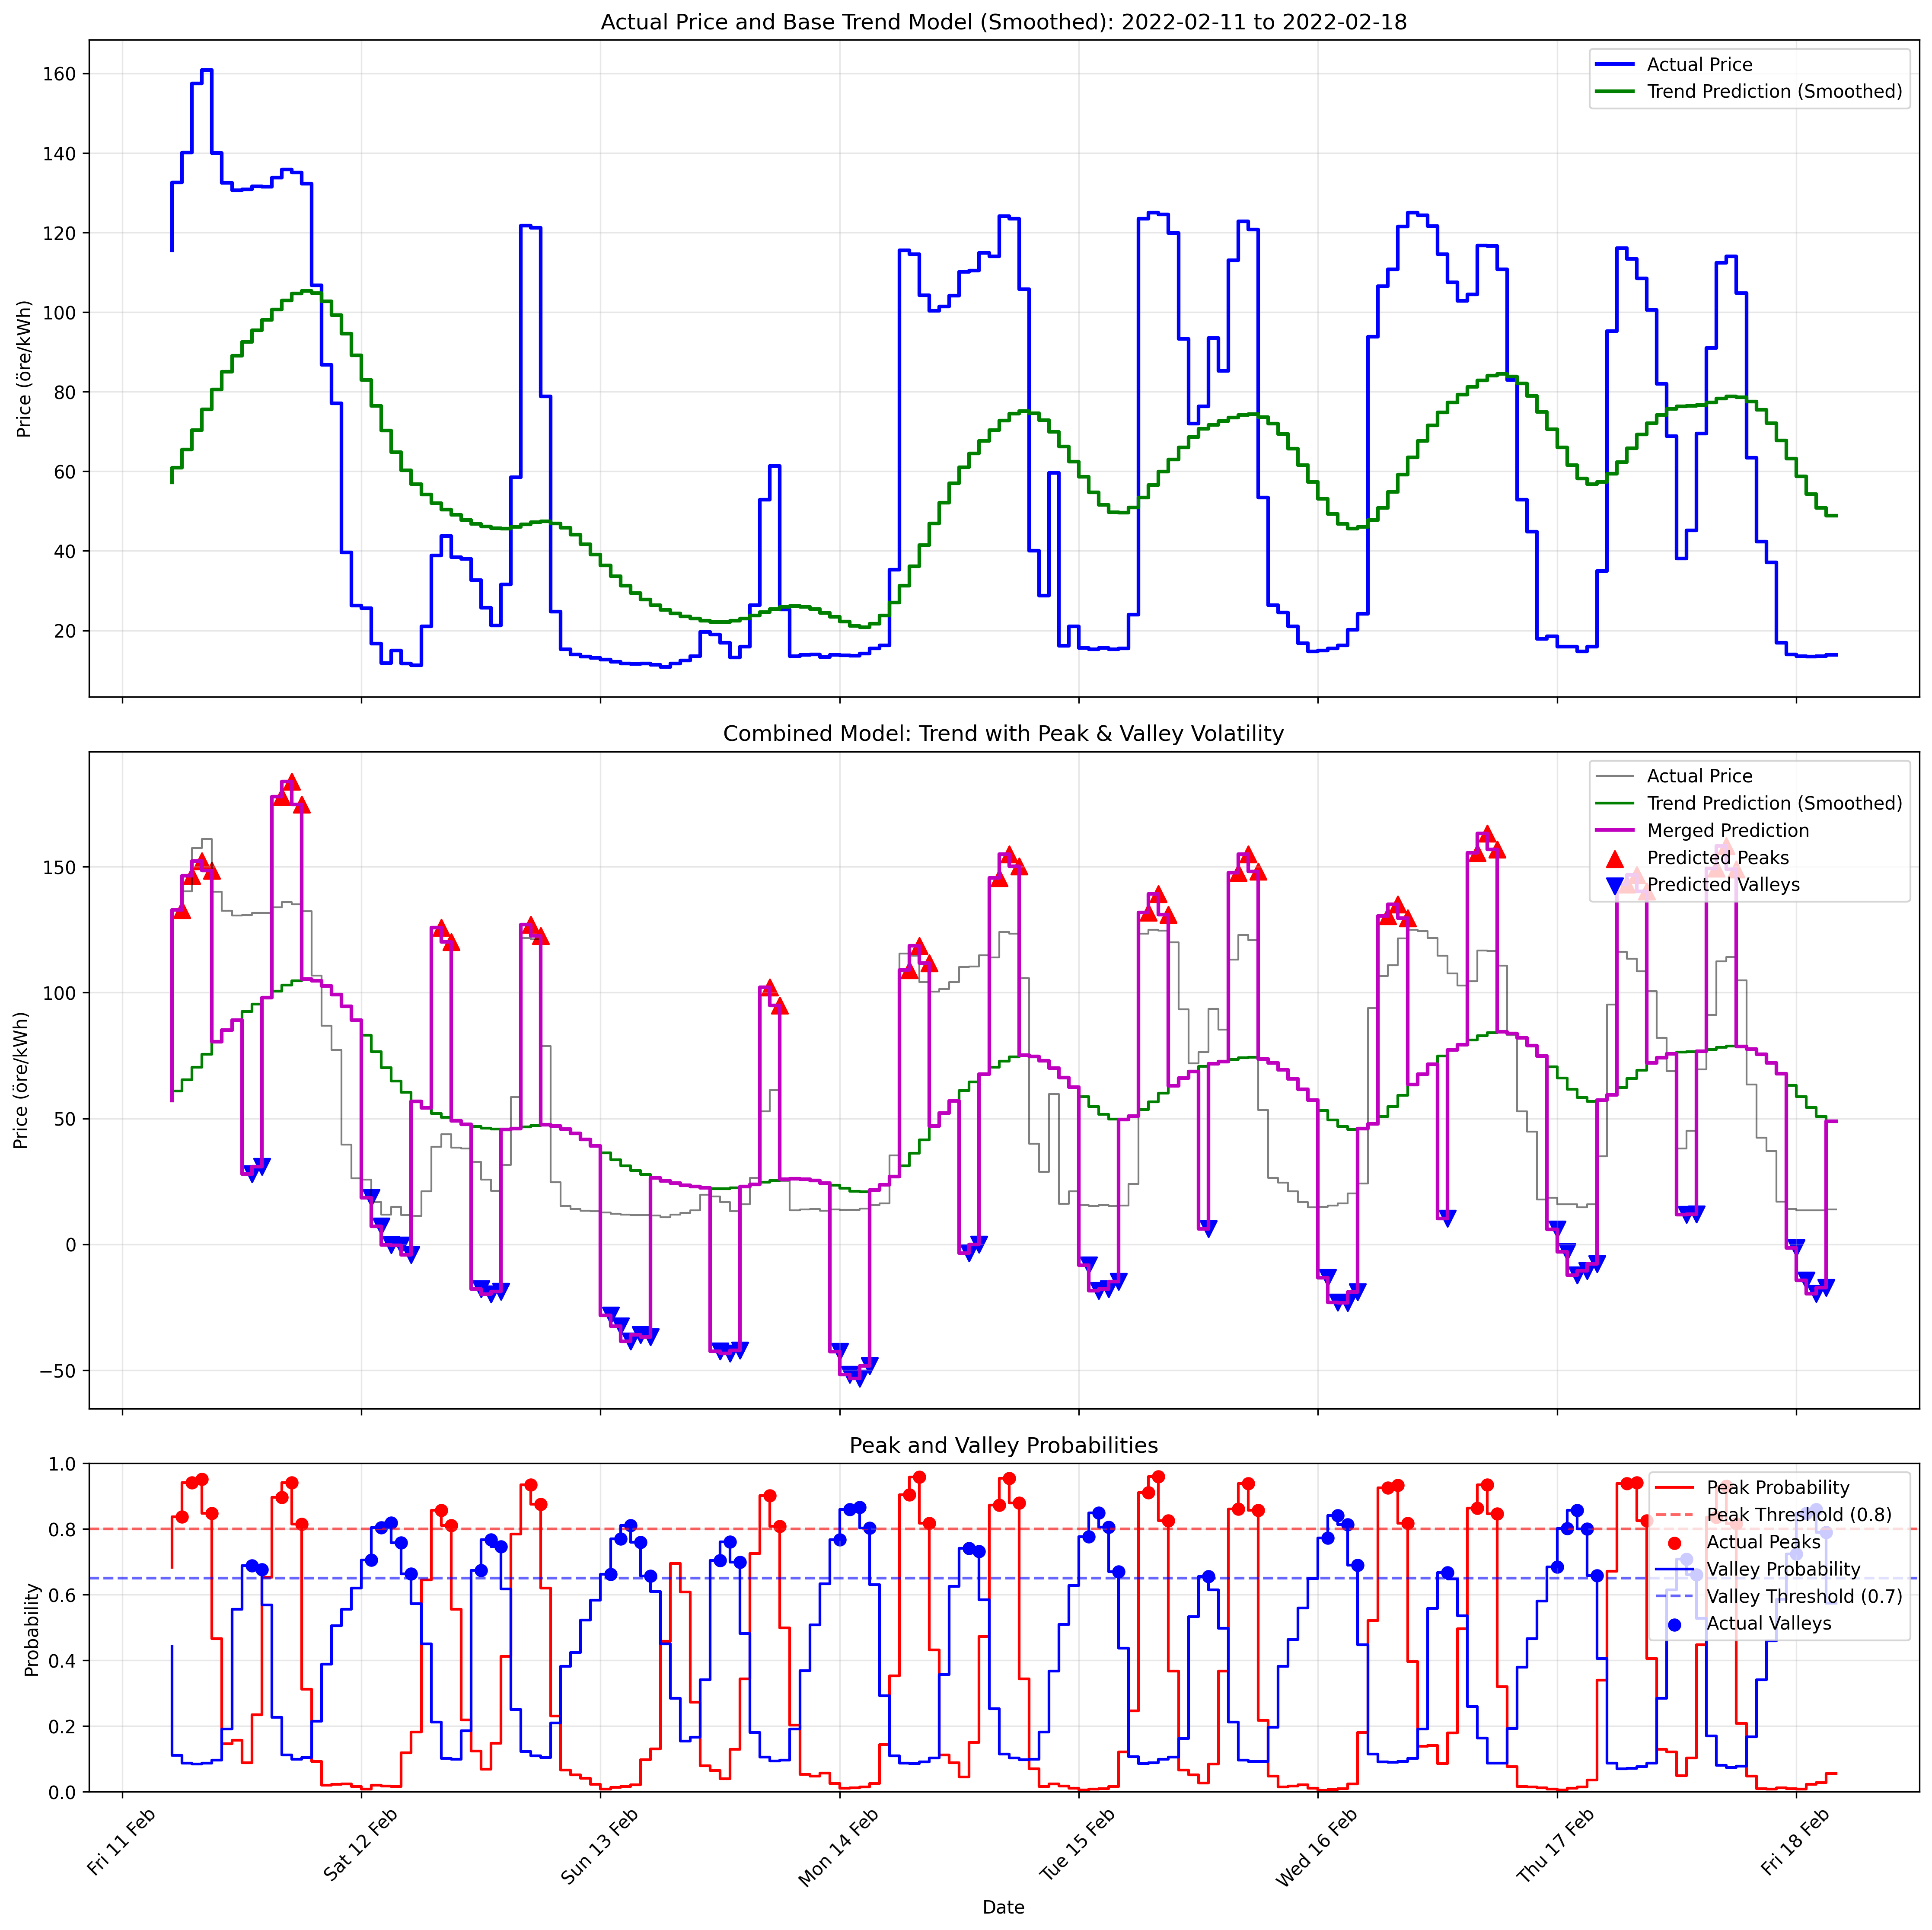 Actual Price and Base Trend Model (Smoothed): 2022-02-11 to 2022-02-18
Price (öre/kWh)
160
140
120
100
80
60
40
20
Actual Price
Trend Prediction (Smoothed)
Combined Model: Trend with Peak & Valley Volatility
Price (öre/kWh)
150
100
50
0
−50
Actual Price
Trend Prediction (Smoothed)
Merged Prediction
Predicted Peaks
Predicted Valleys
Peak and Valley Probabilities
Probability
1.0
0.8
0.6
0.4
0.2
0.0
Peak Probability
Peak Threshold (0.8)
Actual Peaks
Valley Probability
Valley Threshold (0.7)
Actual Valleys
Fri 11 Feb
Sat 12 Feb
Sun 13 Feb
Mon 14 Feb
Tue 15 Feb
Wed 16 Feb
Thu 17 Feb
Fri 18 Feb
Date